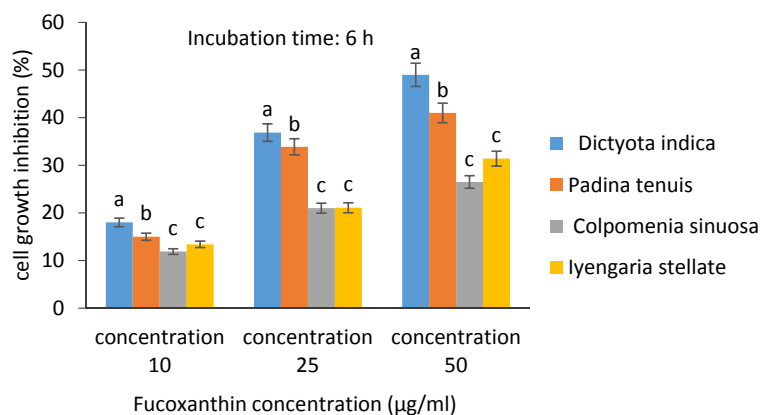 60
50
40
30
20
10
0
cell growth inhibition (%)
Incubation time: 6 h
a
b
c
c
a
b
c
c
a
b
c
c
concentration
10
concentration
25
concentration
50
Fucoxanthin concentration (µg/ml)
Dictyota indica
Padina tenuis
Colpomenia sinuosa
Iyengaria stellate